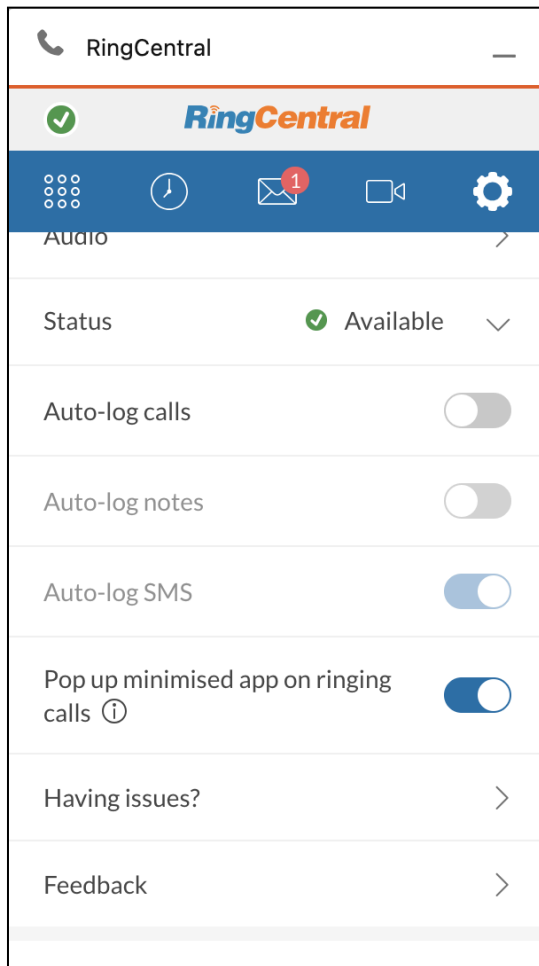 RingCentral
RingCentral
1
Audio
Status Available
Auto-log calls
Auto-log notes
Auto-log SMS
Pop up minimised app on ringing
calls
Having issues?
Feedback